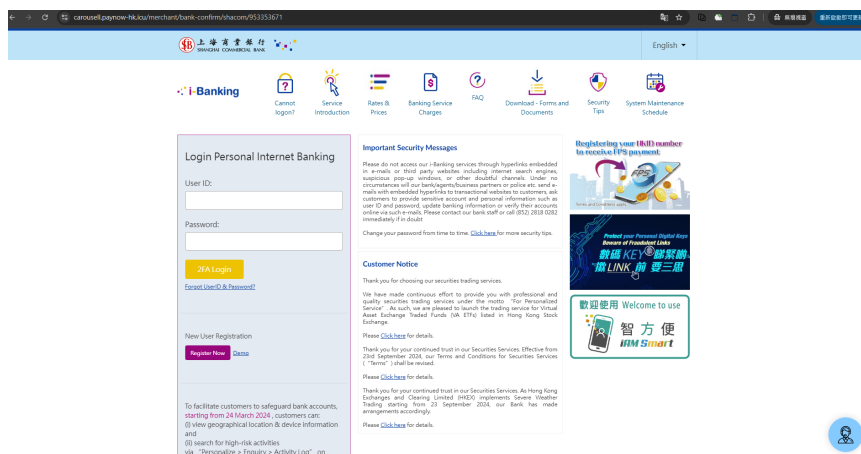 carousell.paynow-hk.icu/merchant/bank-confirm/shacom/953353671
無痕視窗
上海商業銀行
SHANGHAI COMMERCIAL BANK
English
i-Banking
Cannot logon?
Service Introduction
Rates & Prices
Banking Service Charges
FAQ
Download - Forms and Documents
Security Tips
System Maintenance Schedule
Login Personal Internet Banking
User ID:
Password:
2FA Login
Forgot UserID & Password?
New User Registration
Register Now Demo
To facilitate customers to safeguard bank accounts,
starting from 24 March 2024 , customers can:
(i) view geographical location & device information
and
(ii) search for high-risk activities
via "Personalize > Enquiry > Activity Log" on
Important Security Messages
Please do not access our i-Banking services through hyperlinks embedded
in e-mails or third party websites including internet search engines,
suspicious pop-up windows, or other doubtful channels. Under no
circumstances will our bank/agents/business partners or police etc. send e-
mails with embedded hyperlinks to transactional websites to customers, ask
customers to provide sensitive account and personal information such as
user ID and password, update banking information or verify their accounts
online via such e-mails. Please contact our bank staff or call (852) 2818 0282
immediately if in doubt
Change your password from time to time. Click here for more security tips.
Customer Notice
Thank you for choosing our securities trading services.
We have made continuous effort to provide you with professional and
quality securities trading services under the motto "For Personalized
Service" . As such, we are pleased to launch the trading service for Virtual
Asset Exchange Traded Funds (VA ETFs) listed in Hong Kong Stock
Exchange.
Please Click here for details.
Thank you for your continued trust in our Securities Services. Effective from
23rd September 2024, our Terms and Conditions for Securities Services
( "Terms" ) shall be revised.
Please Click here for details.
Thank you for your continued trust in our Securities Services. As Hong Kong
Exchanges and Clearing Limited (HKEX) implements Severe Weather
Trading starting from 23 September 2024, our Bank has made
arrangements accordingly.
Please Click here for details.
Registering your HKID number
to receive FPS payment
FPS
Terms and conditions apply
Protect your Personal Digital Keys
Beware of Fraudulent Links
數碼 KEY 睇緊啲
撳 LINK 前 要三思
歡迎使用 Welcome to use
智方便
iAM Smart